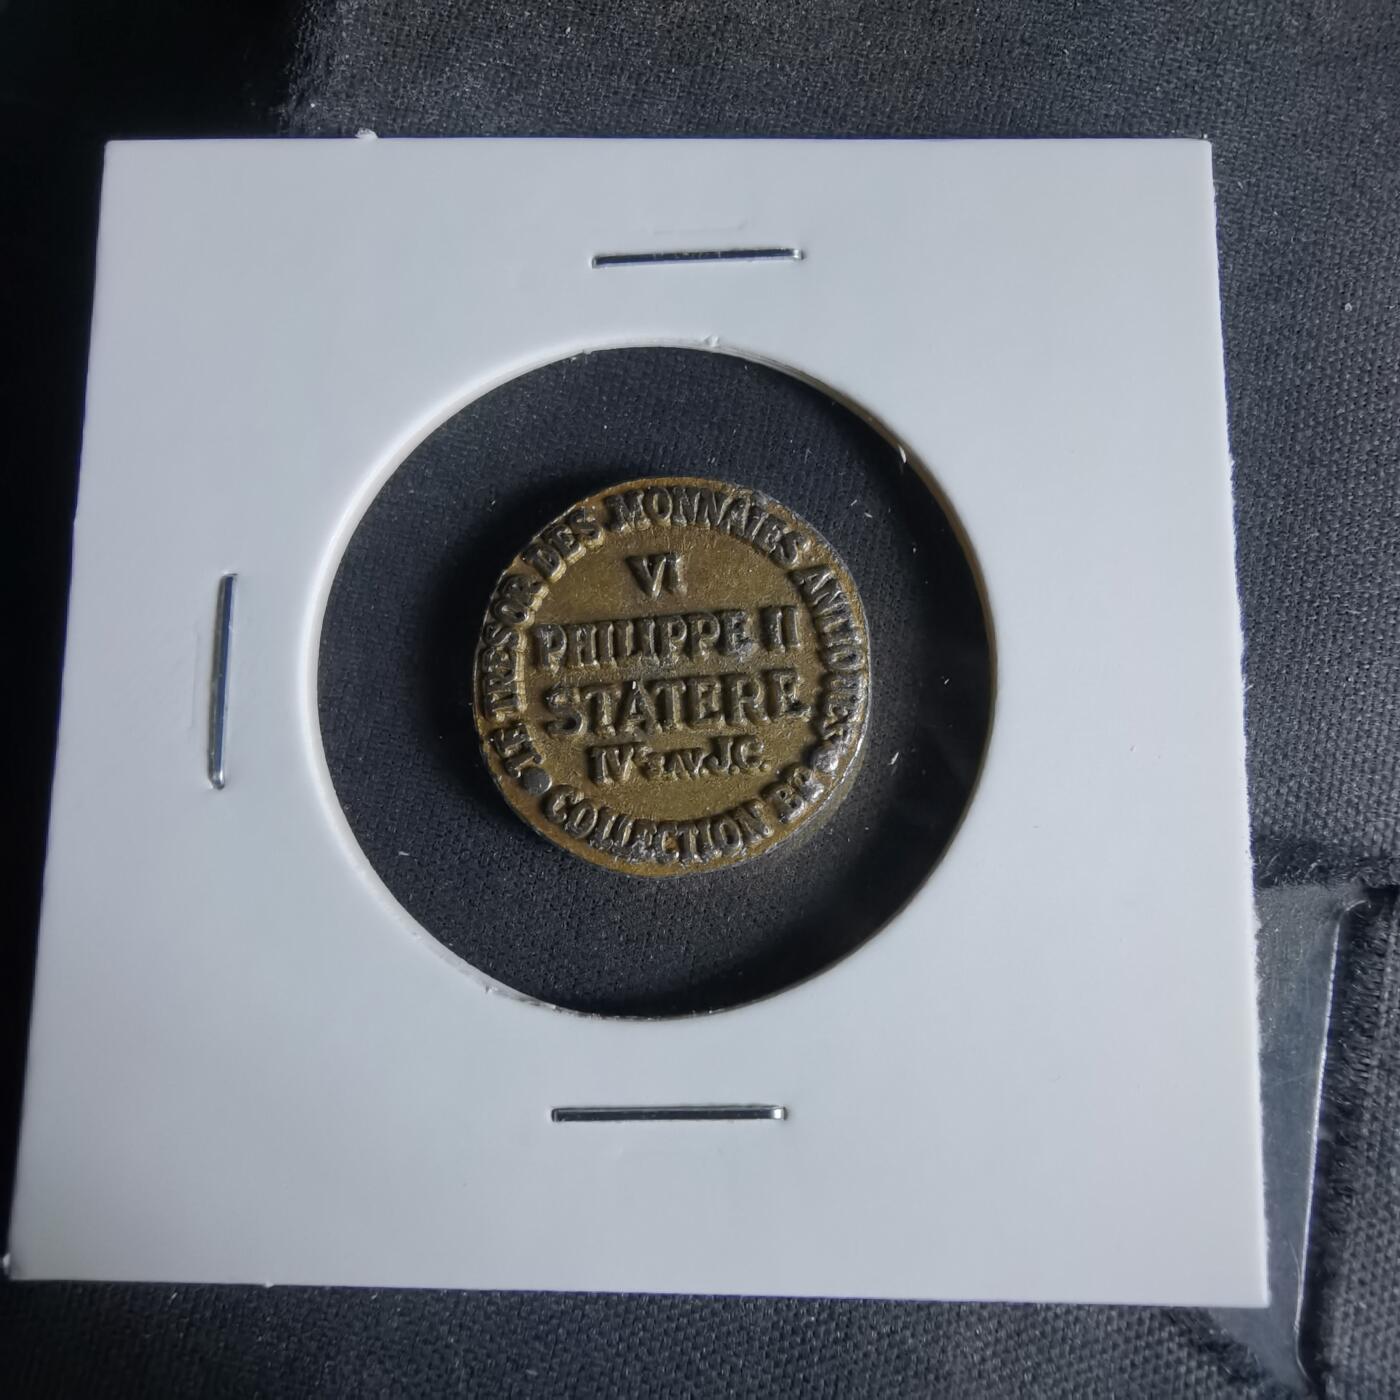 LE TRESOR DES MONNAIES ANTIQUES
VI
PHILIPPE II
STATERE
IVe AV. J.C.
COLLECTION BP